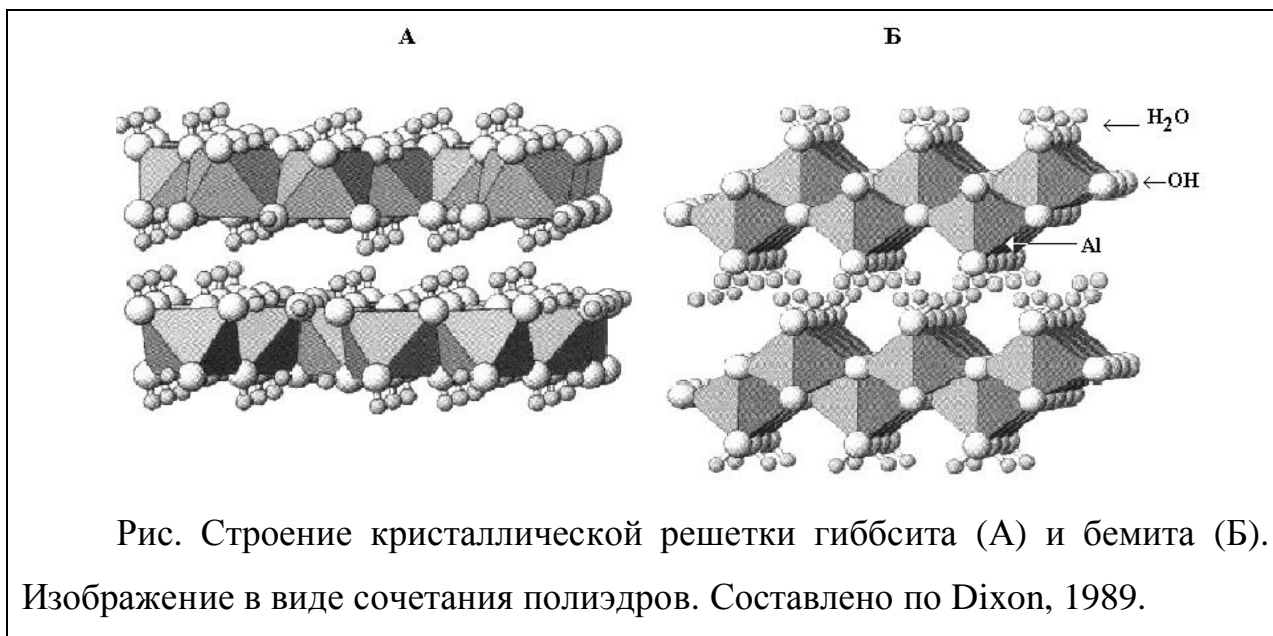 А
Б
H₂O
OH
Al
Рис. Строение кристаллической решетки гиббсита (А) и бемита (Б).
Изображение в виде сочетания полиэдров. Составлено по Dixon, 1989.